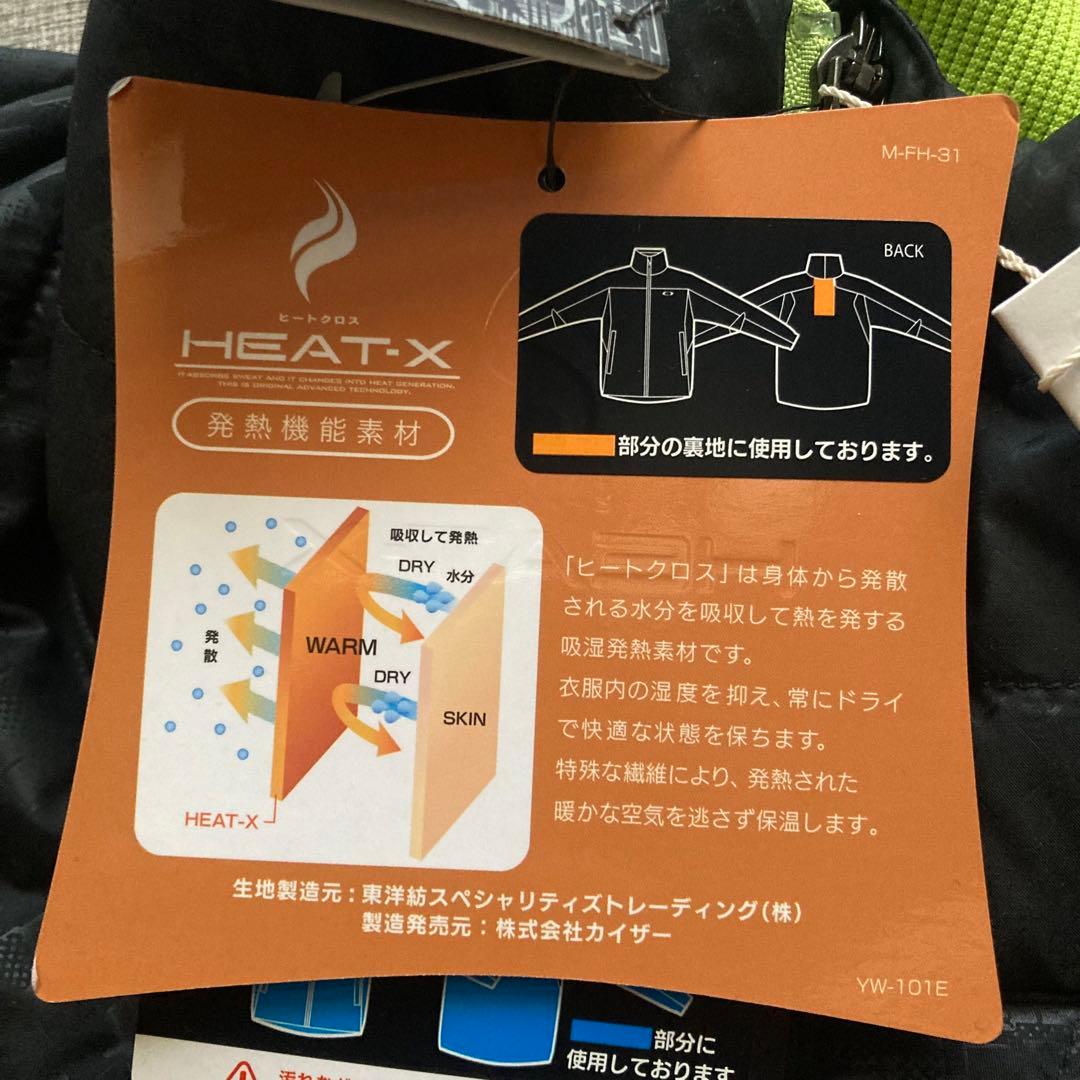 M-FH-31
ヒートクロス
HEAT-X
IT ABSORBS SWEAT AND IT CHANGES INTO HEAT GENERATION.
THIS IS ORIGINAL ADVANCED TECHNOLOGY.
発熱機能素材
BACK
部分の裏地に使用しております。
吸収して発熱
DRY
水分
WARM
発散
DRY
SKIN
HEAT-X
「ヒートクロス」は身体から発散
される水分を吸収して熱を発する
吸湿発熱素材です。
衣服内の湿度を抑え、常にドライ
で快適な状態を保ちます。
特殊な繊維により、発熱された
暖かな空気を逃さず保温します。
生地製造元：東洋紡スペシャリティズトレーディング(株)
製造発売元：株式会社カイザー
YW-101E
部分に
使用しております